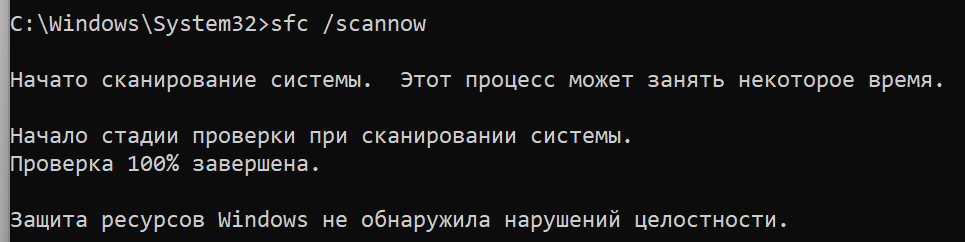 C:\Windows\System32>sfc /scannow
Начато сканирование системы.  Этот процесс может занять некоторое время.
Начало стадии проверки при сканировании системы.
Проверка 100% завершена.
Защита ресурсов Windows не обнаружила нарушений целостности.